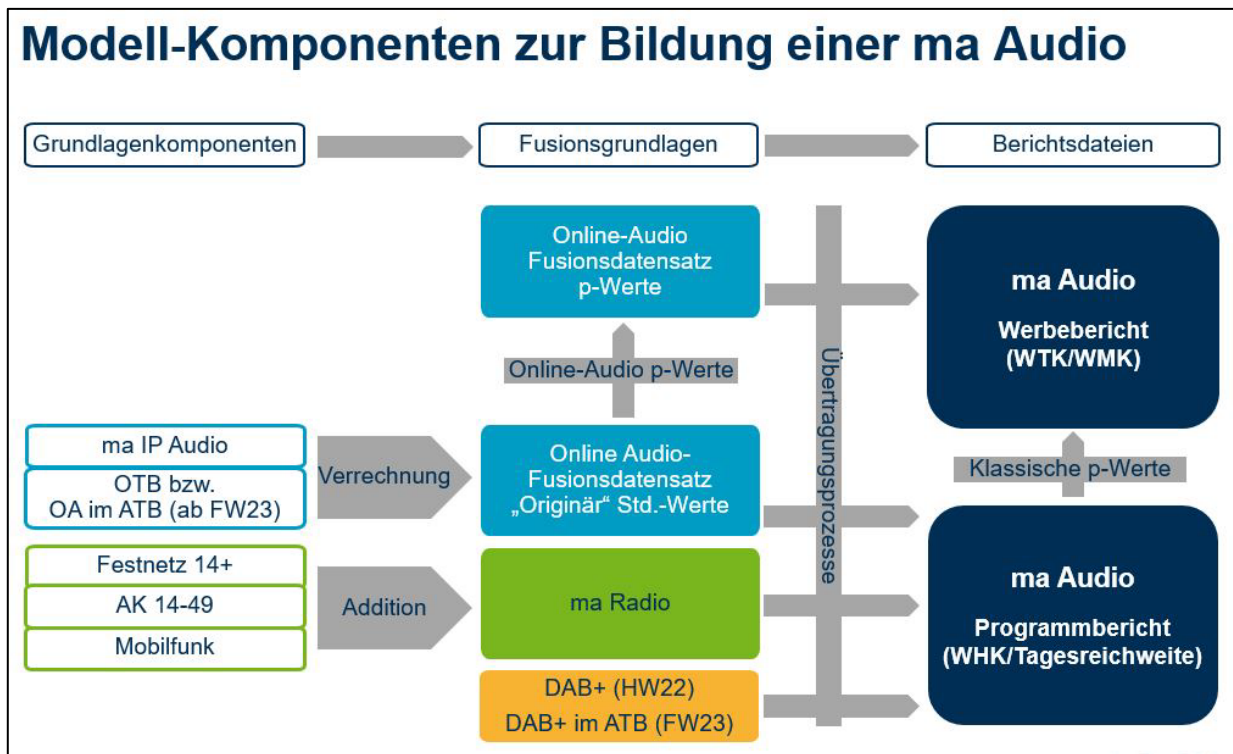 Modell-Komponenten zur Bildung einer ma Audio
Grundlagenkomponenten
Fusionsgrundlagen
Berichtsdateien
Online-Audio
Fusionsdatensatz
p-Werte
ma Audio
Werbebericht
(WTK/WMK)
Online-Audio p-Werte
Übertragungsprozesse
ma IP Audio
OTB bzw.
OA im ATB (ab FW23)
Verrechnung
Online Audio-
Fusionsdatensatz
„Originär“ Std.-Werte
Klassische p-Werte
Festnetz 14+
AK 14-49
Mobilfunk
Addition
ma Radio
ma Audio
Programmbericht
(WHK/Tagesreichweite)
DAB+ (HW22)
DAB+ im ATB (FW23)